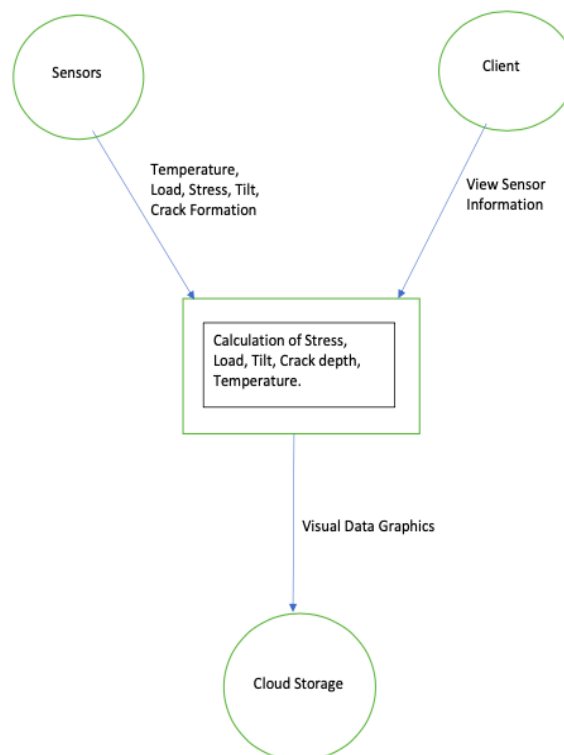 Sensors
Client
Temperature,
Load, Stress, Tilt,
Crack Formation
View Sensor
Information
Calculation of Stress,
Load, Tilt, Crack depth,
Temperature.
Visual Data Graphics
Cloud Storage